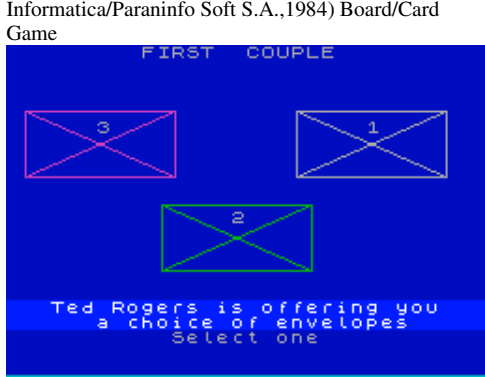 Informatica/Paraninfo Soft S.A.,1984) Board/Card
Game
FIRST COUPLE
3
1
2
Ted Rogers is offering you
a choice of envelopes
Select one